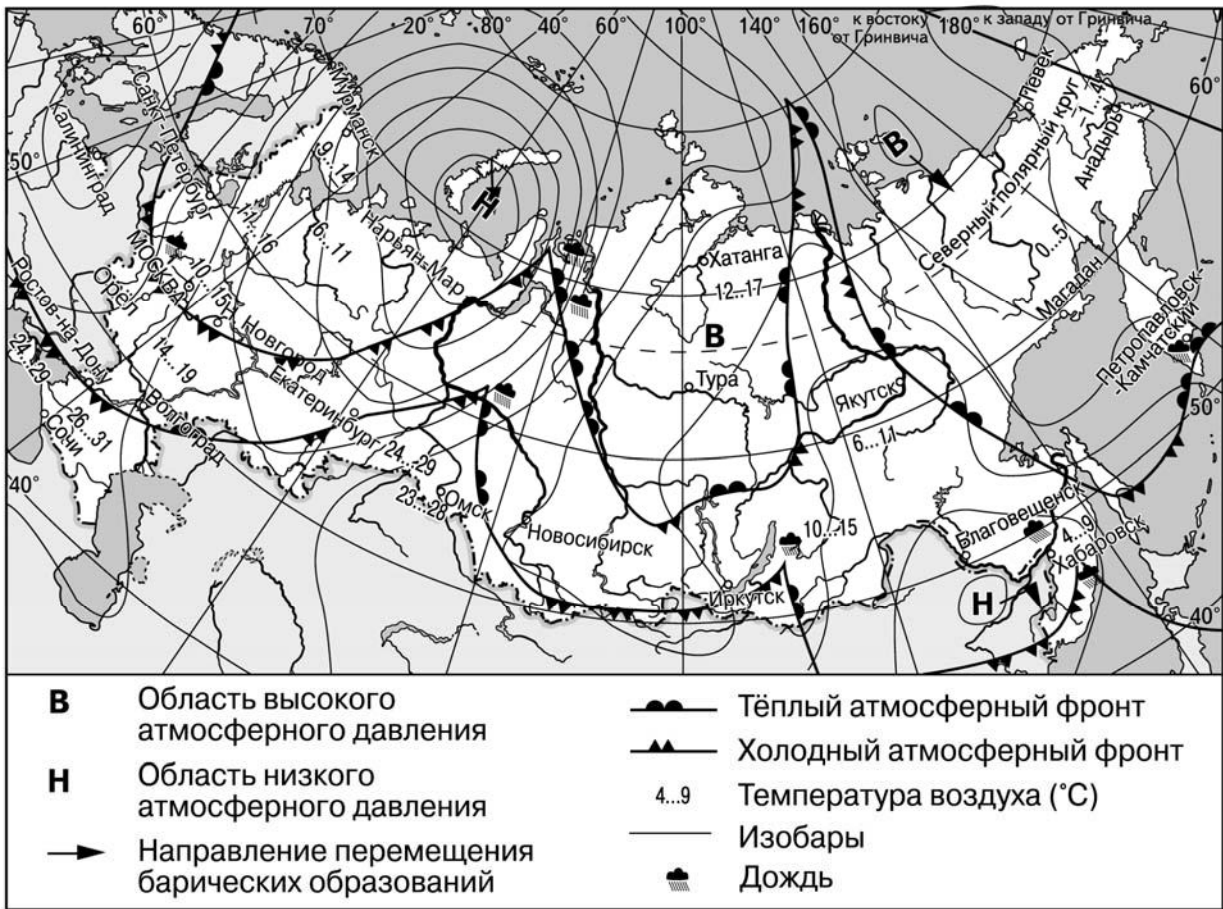 60° 70° 20° 80° 40° 60° 100° 140° 160° к востоку от Гринвича 180° к западу от Гринвича
60°
50°
40°
50°
40°
Мурманск
9...14
Санкт-Петербург
11...16
Калининград
Нарьян-Мар
6...11
МОСКВА
10...15
Орёл
Н
Новгород
14...19
Ростов-на-Дону
24...29
Волгоград
Сочи
26...31
Екатеринбург
24...29
Омск
23...28
Новосибирск
Хатанга
12...17
В
Тура
Якутск
6...11
Иркутск
10...15
В
Певек
-1...4
Северный полярный круг
Анадырь
0...5
Магадан
Петропавловск-
-Камчатский
Благовещенск
4...9
Хабаровск
Н
В Область высокого
атмосферного давления
Н Область низкого
атмосферного давления
Направление перемещения
барических образований
Тёплый атмосферный фронт
Холодный атмосферный фронт
4...9 Температура воздуха (°С)
Изобары
Дождь